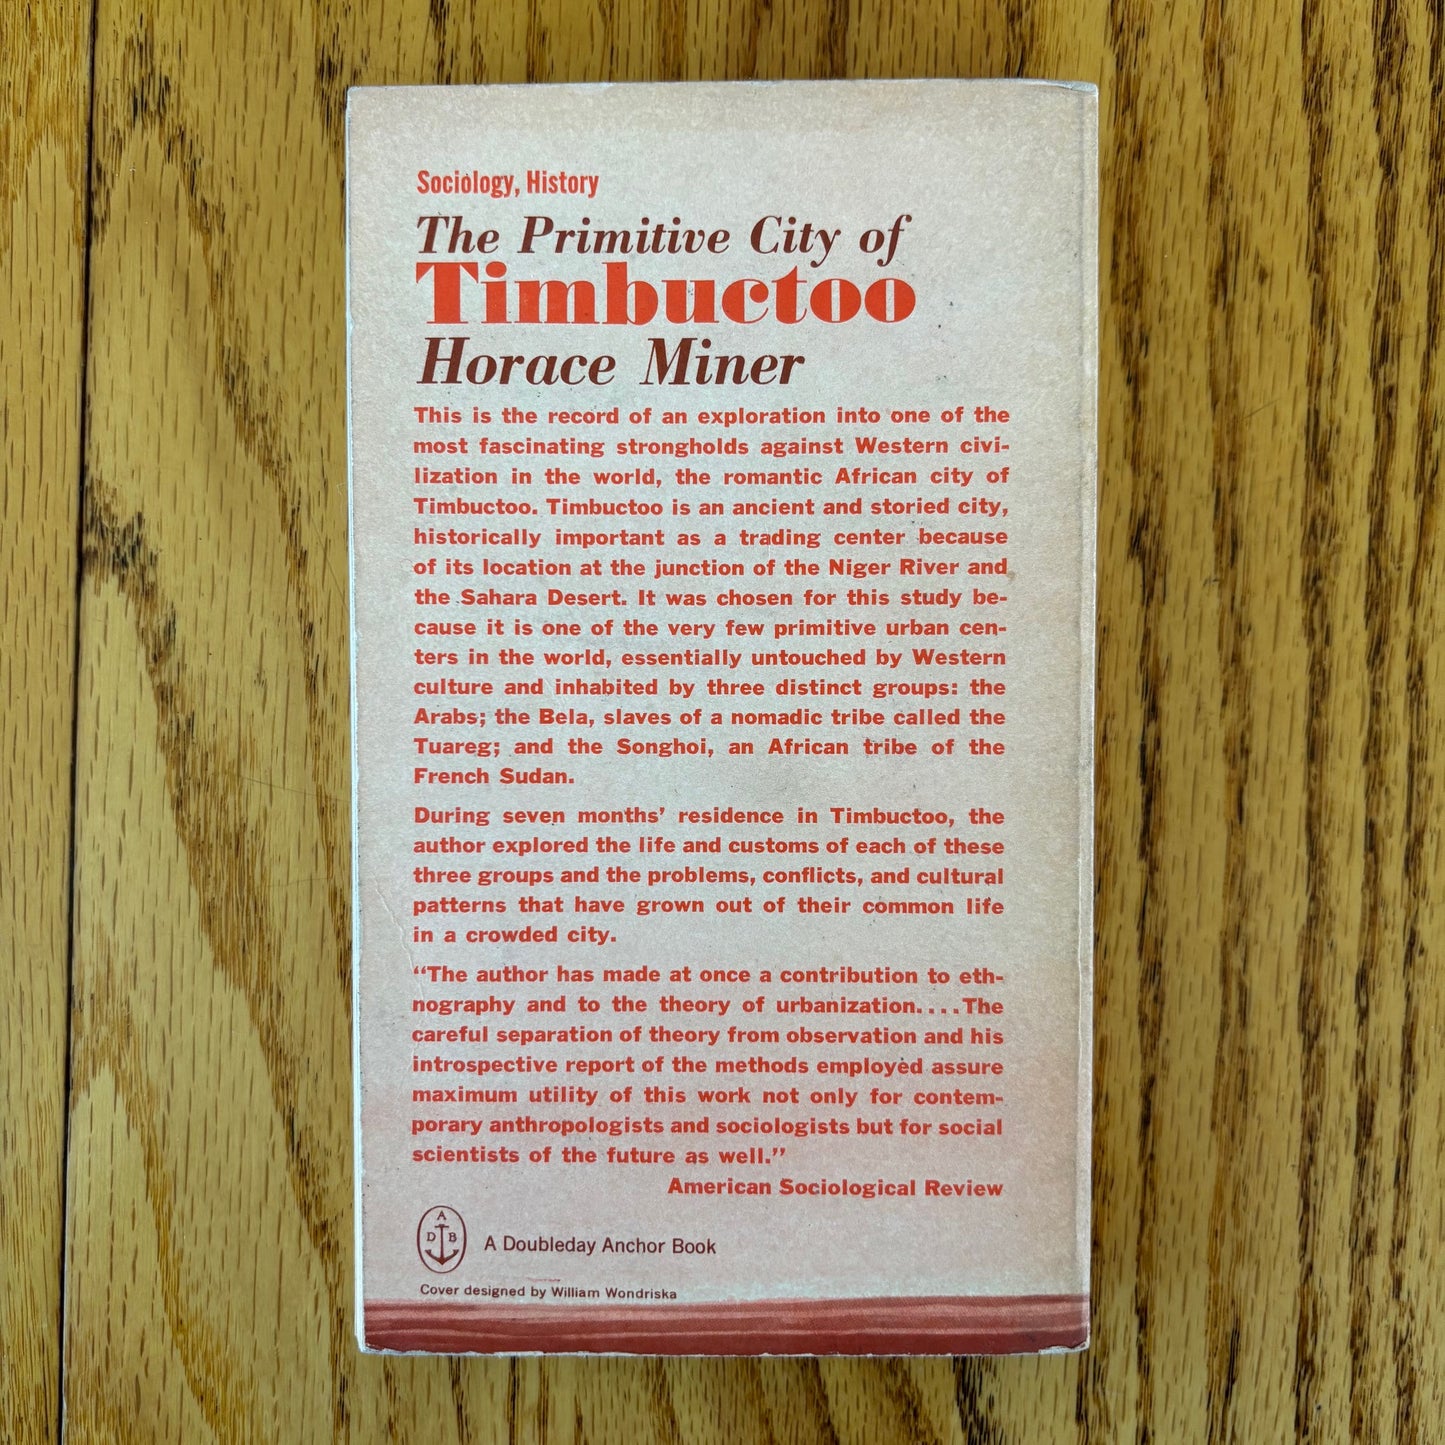 Sociology, History
The Primitive City of
Timbuctoo
Horace Miner
This is the record of an exploration into one of the
most fascinating strongholds against Western civi-
lization in the world, the romantic African city of
Timbuctoo. Timbuctoo is an ancient and storied city,
historically important as a trading center because
of its location at the junction of the Niger River and
the Sahara Desert. It was chosen for this study be-
cause it is one of the very few primitive urban cen-
ters in the world, essentially untouched by Western
culture and inhabited by three distinct groups: the
Arabs; the Bela, slaves of a nomadic tribe called the
Tuareg; and the Songhoi, an African tribe of the
French Sudan.
During seven months' residence in Timbuctoo, the
author explored the life and customs of each of these
three groups and the problems, conflicts, and cultural
patterns that have grown out of their common life
in a crowded city.
"The author has made at once a contribution to eth-
nography and to the theory of urbanization....The
careful separation of theory from observation and his
introspective report of the methods employed assure
maximum utility of this work not only for contem-
porary anthropologists and sociologists but for social
scientists of the future as well."
American Sociological Review
A
D B
A Doubleday Anchor Book
Cover designed by William Wondriska